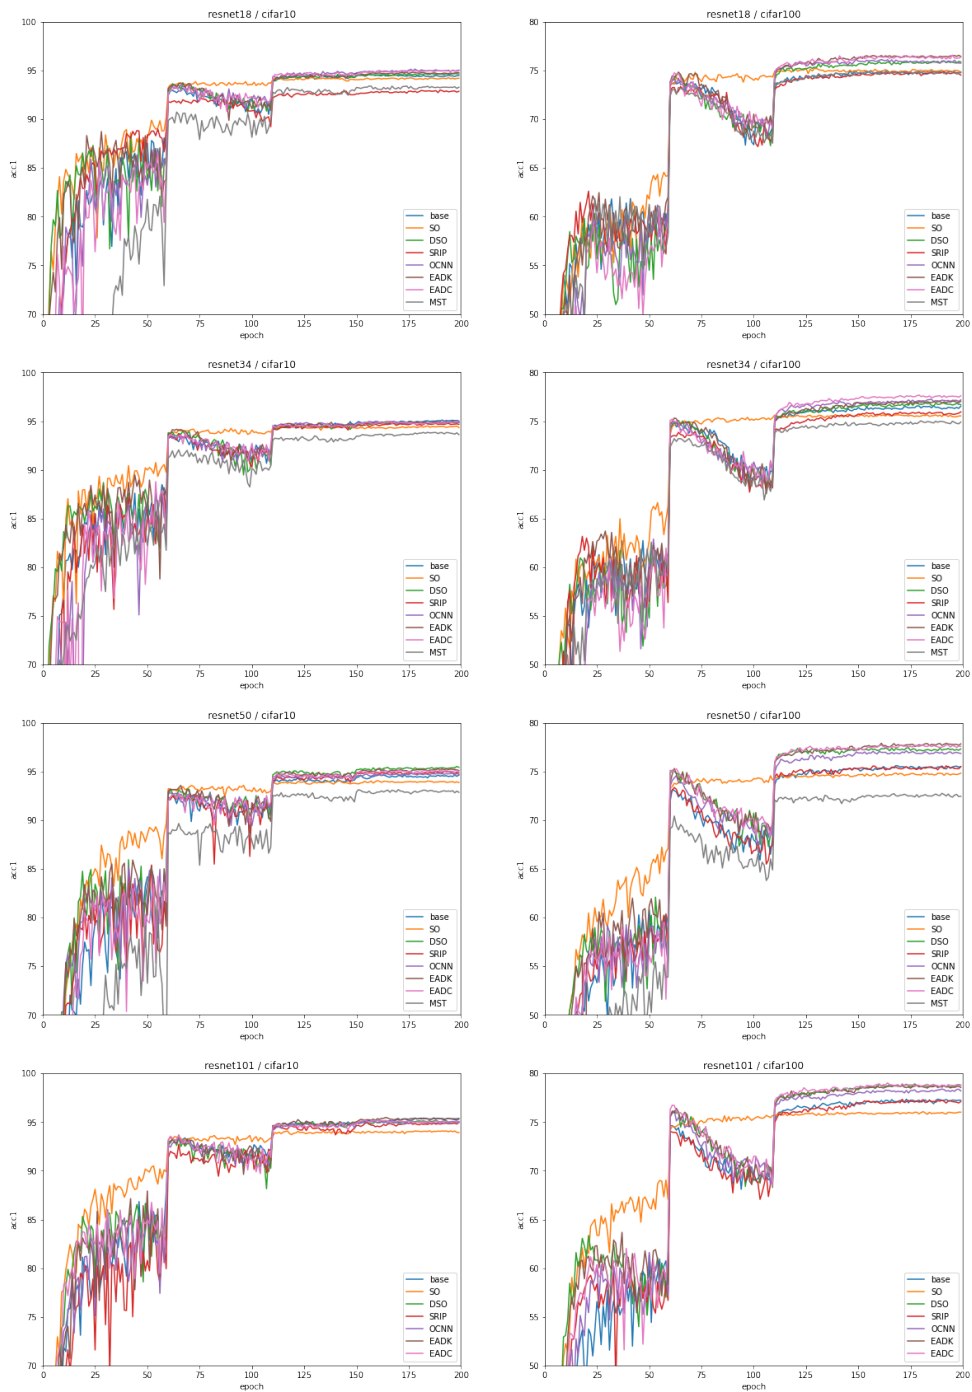 resnet18 / cifar10
100
95
90
85
80
75
70
acc1
0 25 50 75 100 125 150 175 200
epoch
base
SO
DSO
SRIP
OCNN
EADK
EADC
MST
resnet18 / cifar100
80
75
70
65
60
55
50
acc1
0 25 50 75 100 125 150 175 200
epoch
base
SO
DSO
SRIP
OCNN
EADK
EADC
MST
resnet34 / cifar10
100
95
90
85
80
75
70
acc1
0 25 50 75 100 125 150 175 200
epoch
base
SO
DSO
SRIP
OCNN
EADK
EADC
MST
resnet34 / cifar100
80
75
70
65
60
55
50
acc1
0 25 50 75 100 125 150 175 200
epoch
base
SO
DSO
SRIP
OCNN
EADK
EADC
MST
resnet50 / cifar10
100
95
90
85
80
75
70
acc1
0 25 50 75 100 125 150 175 200
epoch
base
SO
DSO
SRIP
OCNN
EADK
EADC
MST
resnet50 / cifar100
80
75
70
65
60
55
50
acc1
0 25 50 75 100 125 150 175 200
epoch
base
SO
DSO
SRIP
OCNN
EADK
EADC
MST
resnet101 / cifar10
100
95
90
85
80
75
70
acc1
0 25 50 75 100 125 150 175 200
epoch
base
SO
DSO
SRIP
OCNN
EADK
EADC
resnet101 / cifar100
80
75
70
65
60
55
50
acc1
0 25 50 75 100 125 150 175 200
epoch
base
SO
DSO
SRIP
OCNN
EADK
EADC